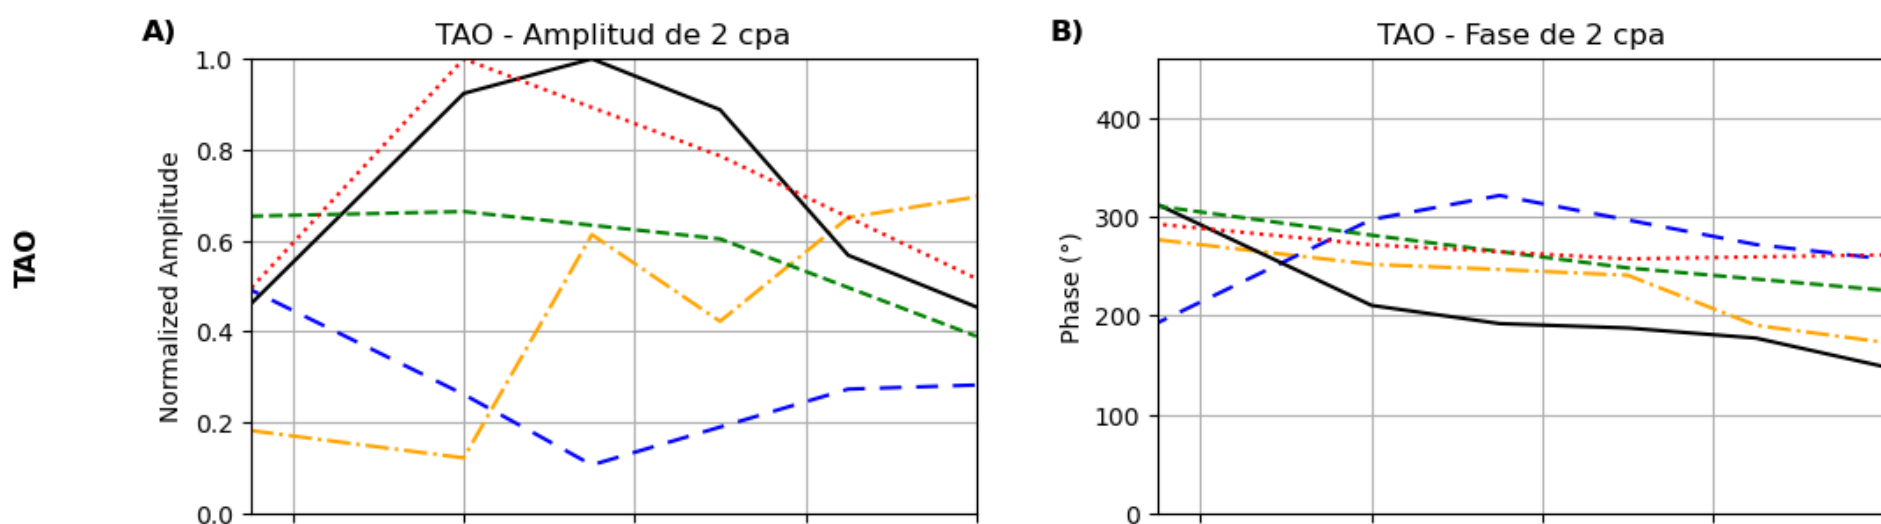 A)
TAO - Amplitud de 2 cpa
1.0
0.8
0.6
0.4
0.2
0.0
Normalized Amplitude
TAO
B)
TAO - Fase de 2 cpa
400
300
200
100
0
Phase (°)